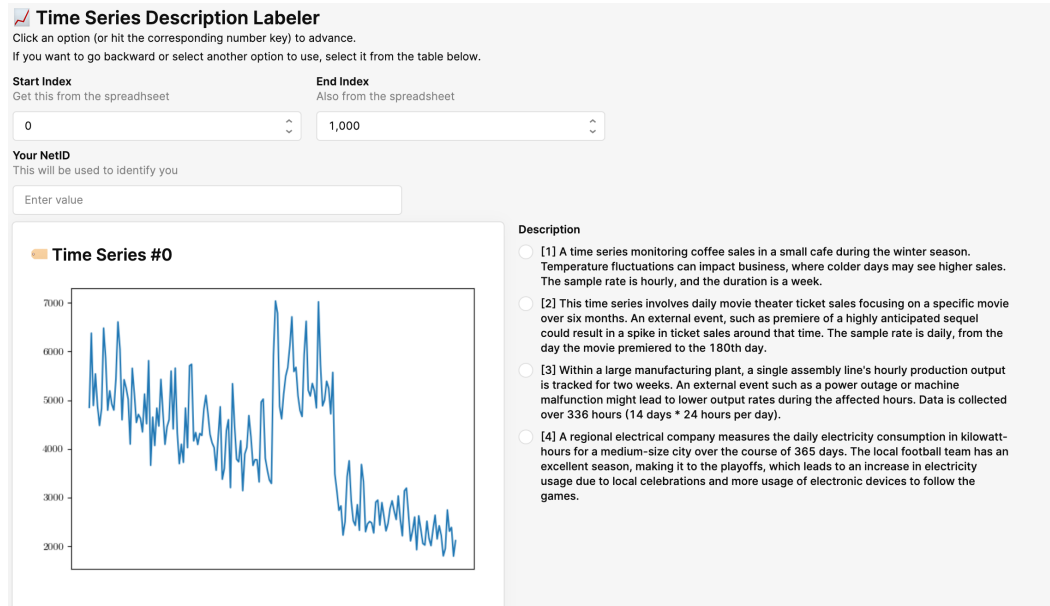 Time Series Description Labeler
Click an option (or hit the corresponding number key) to advance.
If you want to go backward or select another option to use, select it from the table below.
Start Index
Get this from the spreadhseet
0
End Index
Also from the spreadsheet
1,000
Your NetID
This will be used to identify you
Enter value
Time Series #0
7000
6000
5000
4000
3000
2000
Description
[1] A time series monitoring coffee sales in a small cafe during the winter season.
Temperature fluctuations can impact business, where colder days may see higher sales.
The sample rate is hourly, and the duration is a week.
[2] This time series involves daily movie theater ticket sales focusing on a specific movie
over six months. An external event, such as premiere of a highly anticipated sequel
could result in a spike in ticket sales around that time. The sample rate is daily, from the
day the movie premiered to the 180th day.
[3] Within a large manufacturing plant, a single assembly line's hourly production output
is tracked for two weeks. An external event such as a power outage or machine
malfunction might lead to lower output rates during the affected hours. Data is collected
over 336 hours (14 days * 24 hours per day).
[4] A regional electrical company measures the daily electricity consumption in kilowatt-
hours for a medium-size city over the course of 365 days. The local football team has an
excellent season, making it to the playoffs, which leads to an increase in electricity
usage due to local celebrations and more usage of electronic devices to follow the
games.